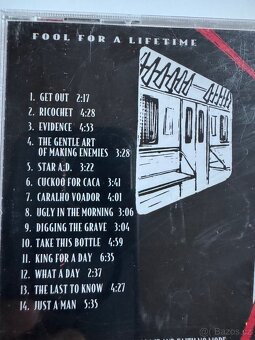 FOOL FOR A LIFETIME
1. GET OUT 2:17
2. RICOCHET 4:28
3. EVIDENCE 4:53
4. THE GENTLE ART
OF MAKING ENEMIES 3:28
5. STAR A.D. 3:22
6. CUCKOO FOR CACA 3:41
7. CARALHO VOADOR 4:01
8. UGLY IN THE MORNING 3:06
9. DIGGING THE GRAVE 3:04
10. TAKE THIS BOTTLE 4:59
11. KING FOR A DAY 6:35
12. WHAT A DAY 2:37
13. THE LAST TO KNOW 4:27
14. JUST A MAN 5:35
FAITH NO MORE